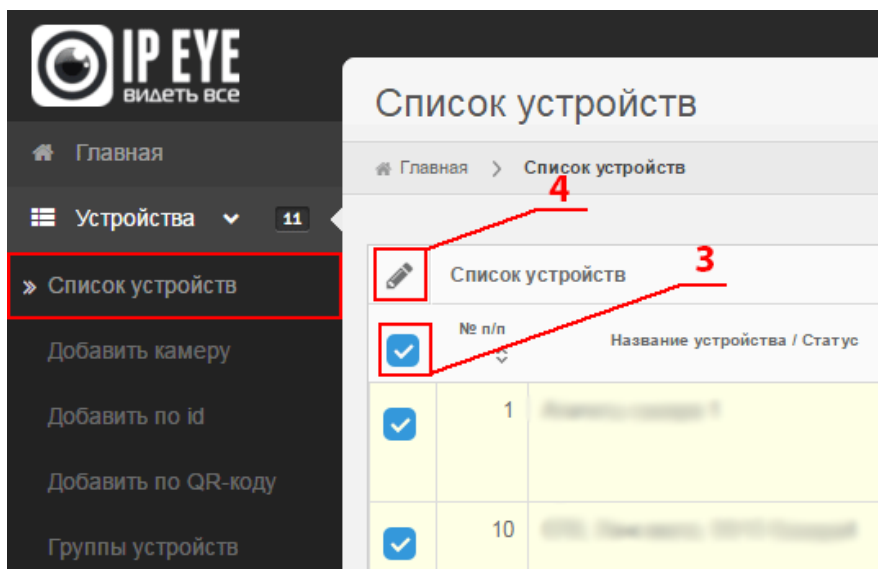 IP EYE
видеть все
Главная
Устройства 11
Список устройств
Добавить камеру
Добавить по id
Добавить по QR-коду
Группы устройств
Список устройств
Главная > Список устройств
4
Список устройств
3
№ п/п
Название устройства / Статус
1
10